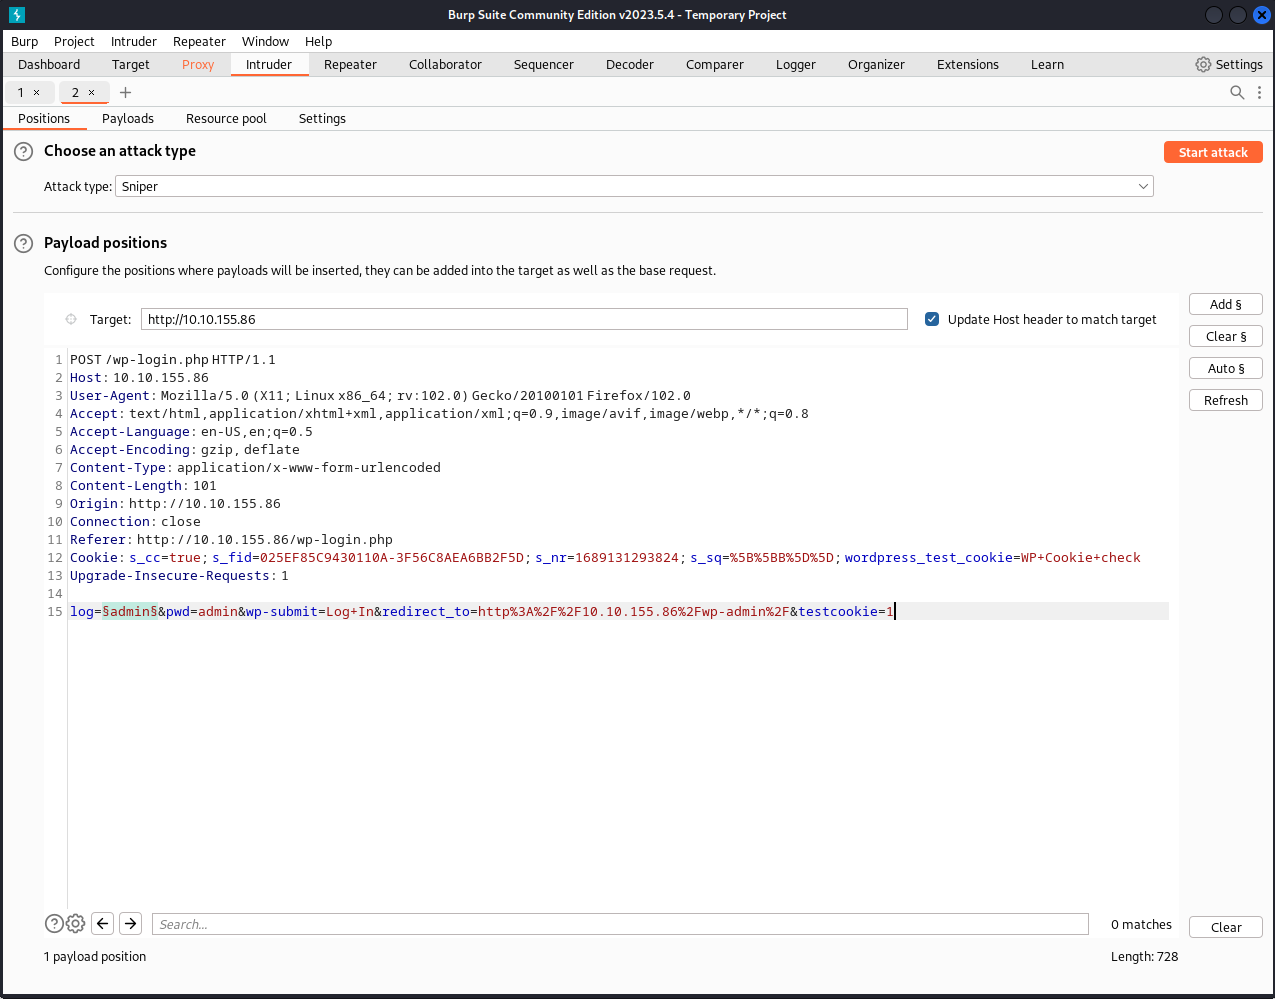 Burp Suite Community Edition v2023.5.4 - Temporary Project
Burp Project Intruder Repeater Window Help
Dashboard Target Proxy Intruder Repeater Collaborator Sequencer Decoder Comparer Logger Organizer Extensions Learn Settings
1 × 2 × +
Positions Payloads Resource pool Settings
? Choose an attack type Start attack
Attack type: Sniper
? Payload positions
Configure the positions where payloads will be inserted, they can be added into the target as well as the base request.
Add §
Target: http://10.10.155.86 Update Host header to match target
Clear §
Auto §
Refresh
1 POST /wp-login.php HTTP/1.1
2 Host: 10.10.155.86
3 User-Agent: Mozilla/5.0 (X11; Linux x86_64; rv:102.0) Gecko/20100101 Firefox/102.0
4 Accept: text/html,application/xhtml+xml,application/xml;q=0.9,image/avif,image/webp,*/*;q=0.8
5 Accept-Language: en-US,en;q=0.5
6 Accept-Encoding: gzip, deflate
7 Content-Type: application/x-www-form-urlencoded
8 Content-Length: 101
9 Origin: http://10.10.155.86
10 Connection: close
11 Referer: http://10.10.155.86/wp-login.php
12 Cookie: s_cc=true; s_fid=025EF85C9430110A-3F56C8AEA6BB2F5D; s_nr=1689131293824; s_sq=%5B%5BB%5D%5D; wordpress_test_cookie=WP+Cookie+check
13 Upgrade-Insecure-Requests: 1
14
15 log=§admin§&pwd=admin&wp-submit=Log+In&redirect_to=http%3A%2F%2F10.10.155.86%2Fwp-admin%2F&testcookie=1
? Search... 0 matches Clear
1 payload position Length: 728